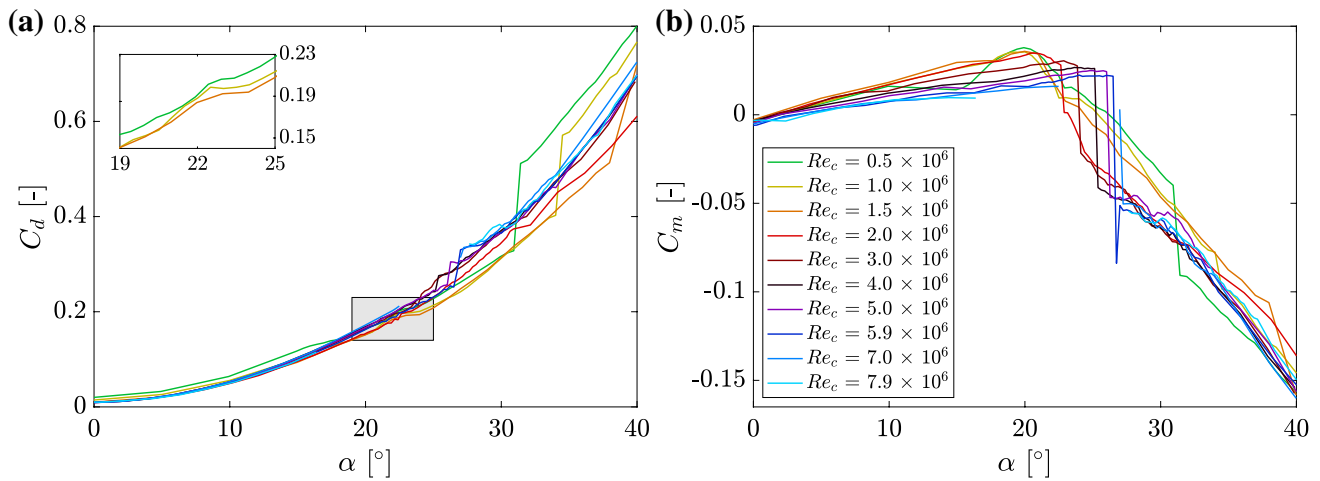 (a)
C_d [-]
0.8
0.6
0.4
0.2
0
0 10 20 30 40
α [°]
0.23
0.19
0.15
19 22 25
(b)
C_m [-]
0.05
0
-0.05
-0.1
-0.15
0 10 20 30 40
α [°]
Re_c = 0.5 × 10^6
Re_c = 1.0 × 10^6
Re_c = 1.5 × 10^6
Re_c = 2.0 × 10^6
Re_c = 3.0 × 10^6
Re_c = 4.0 × 10^6
Re_c = 5.0 × 10^6
Re_c = 5.9 × 10^6
Re_c = 7.0 × 10^6
Re_c = 7.9 × 10^6